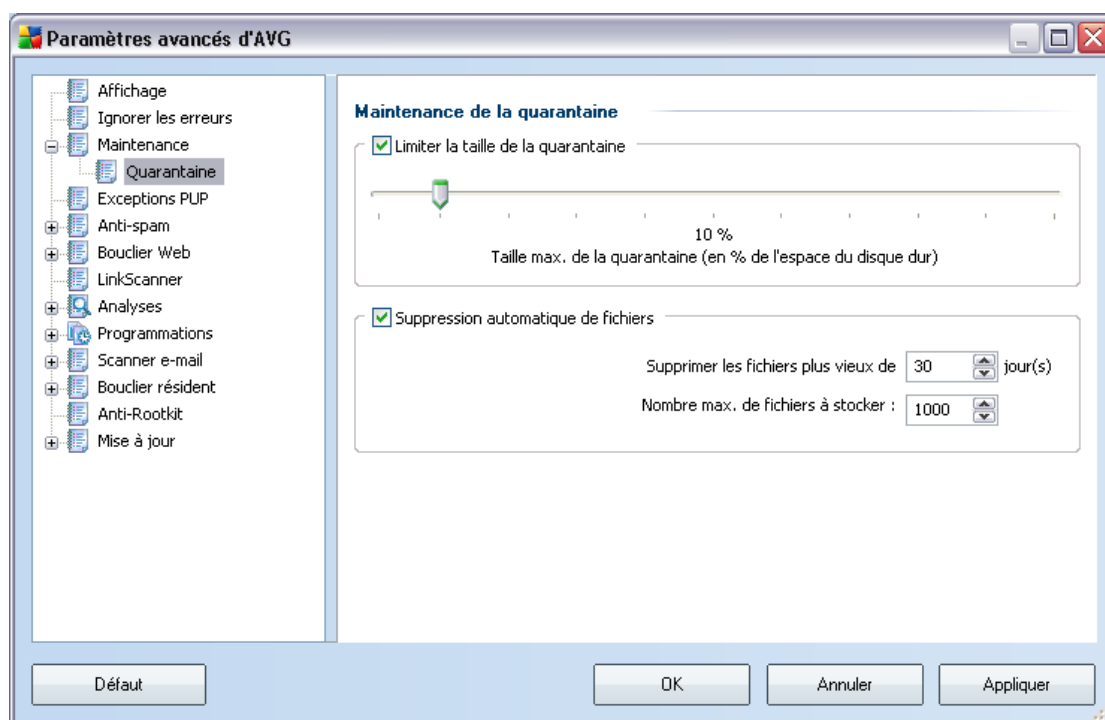 Paramètres avancés d'AVG
Affichage
Ignorer les erreurs
Maintenance
Quarantaine
Exceptions PUP
Anti-spam
Bouclier Web
LinkScanner
Analyses
Programmations
Scanner e-mail
Bouclier résident
Anti-Rootkit
Mise à jour
Maintenance de la quarantaine
Limiter la taille de la quarantaine
10 %
Taille max. de la quarantaine (en % de l'espace du disque dur)
Suppression automatique de fichiers
Supprimer les fichiers plus vieux de 30 jour(s)
Nombre max. de fichiers à stocker : 1000
Défaut
OK
Annuler
Appliquer